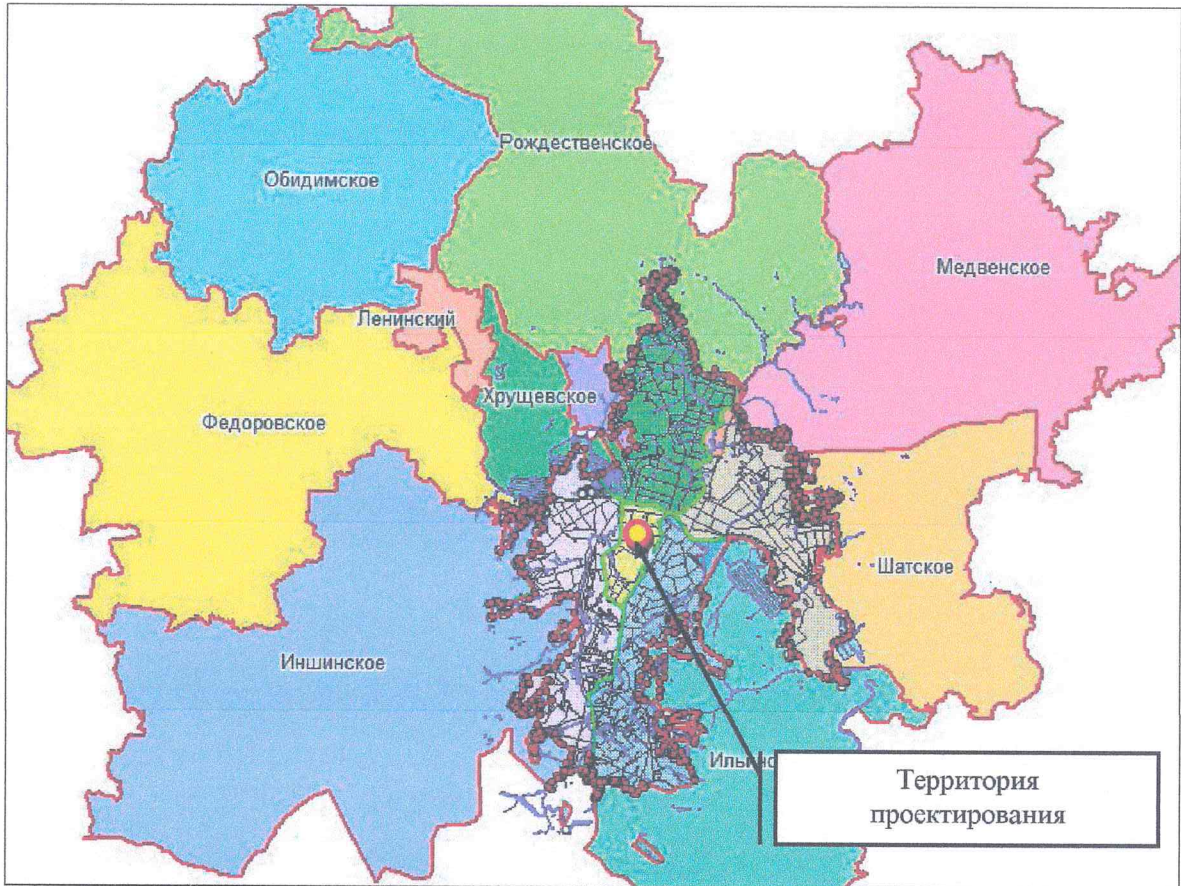 Рождественское
Обидимское
Медвенское
Ленинский
Хрущевское
Федоровское
Шатское
Иншинское
Территория
проектирования